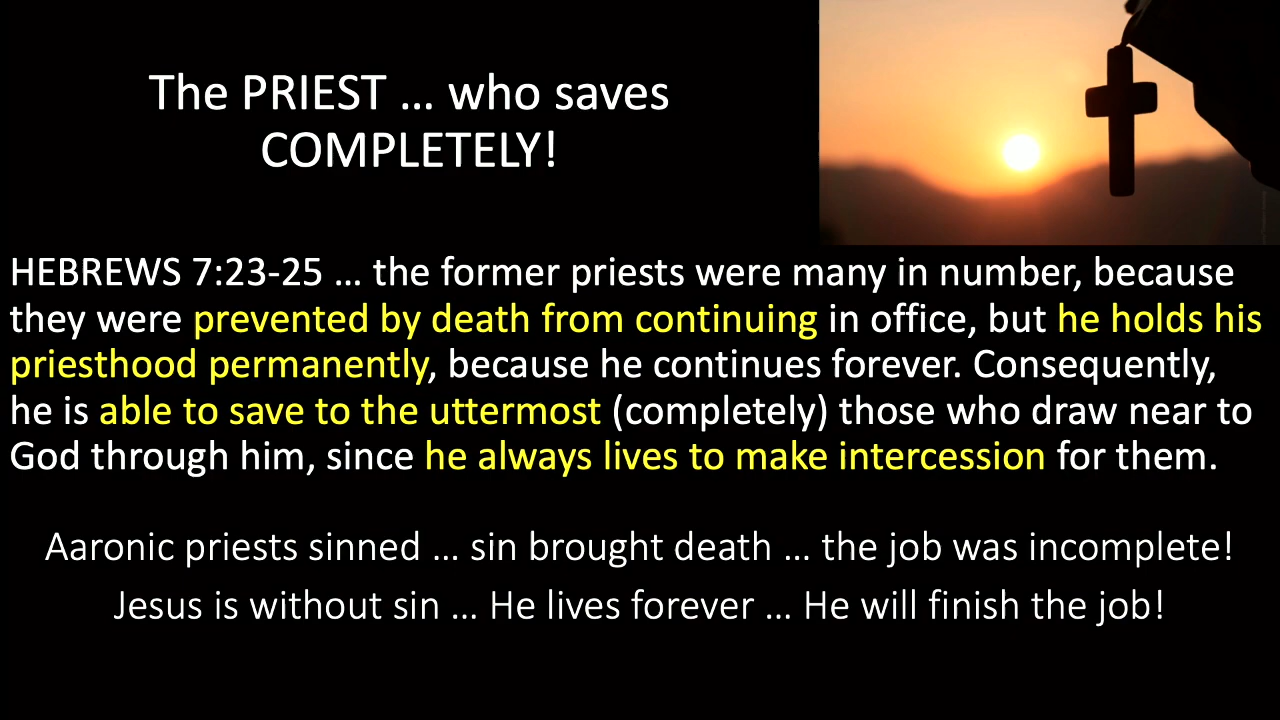 The PRIEST … who saves
COMPLETELY!
HEBREWS 7:23-25 … the former priests were many in number, because
they were prevented by death from continuing in office, but he holds his
priesthood permanently, because he continues forever. Consequently,
he is able to save to the uttermost (completely) those who draw near to
God through him, since he always lives to make intercession for them.
Aaronic priests sinned … sin brought death … the job was incomplete!
Jesus is without sin … He lives forever … He will finish the job!